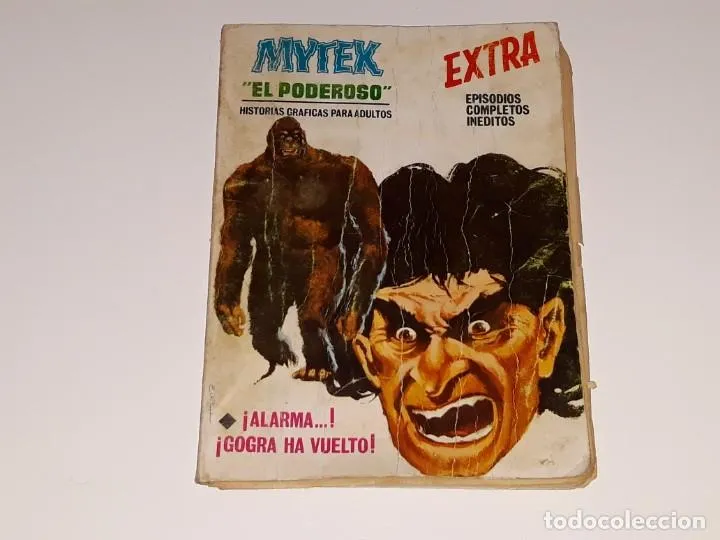 MYTEK
"EL PODEROSO"
HISTORIAS GRAFICAS PARA ADULTOS
EXTRA
EPISODIOS
COMPLETOS
INEDITOS
¡ALARMA...!
¡GOGRA HA VUELTO!
todocoleccion